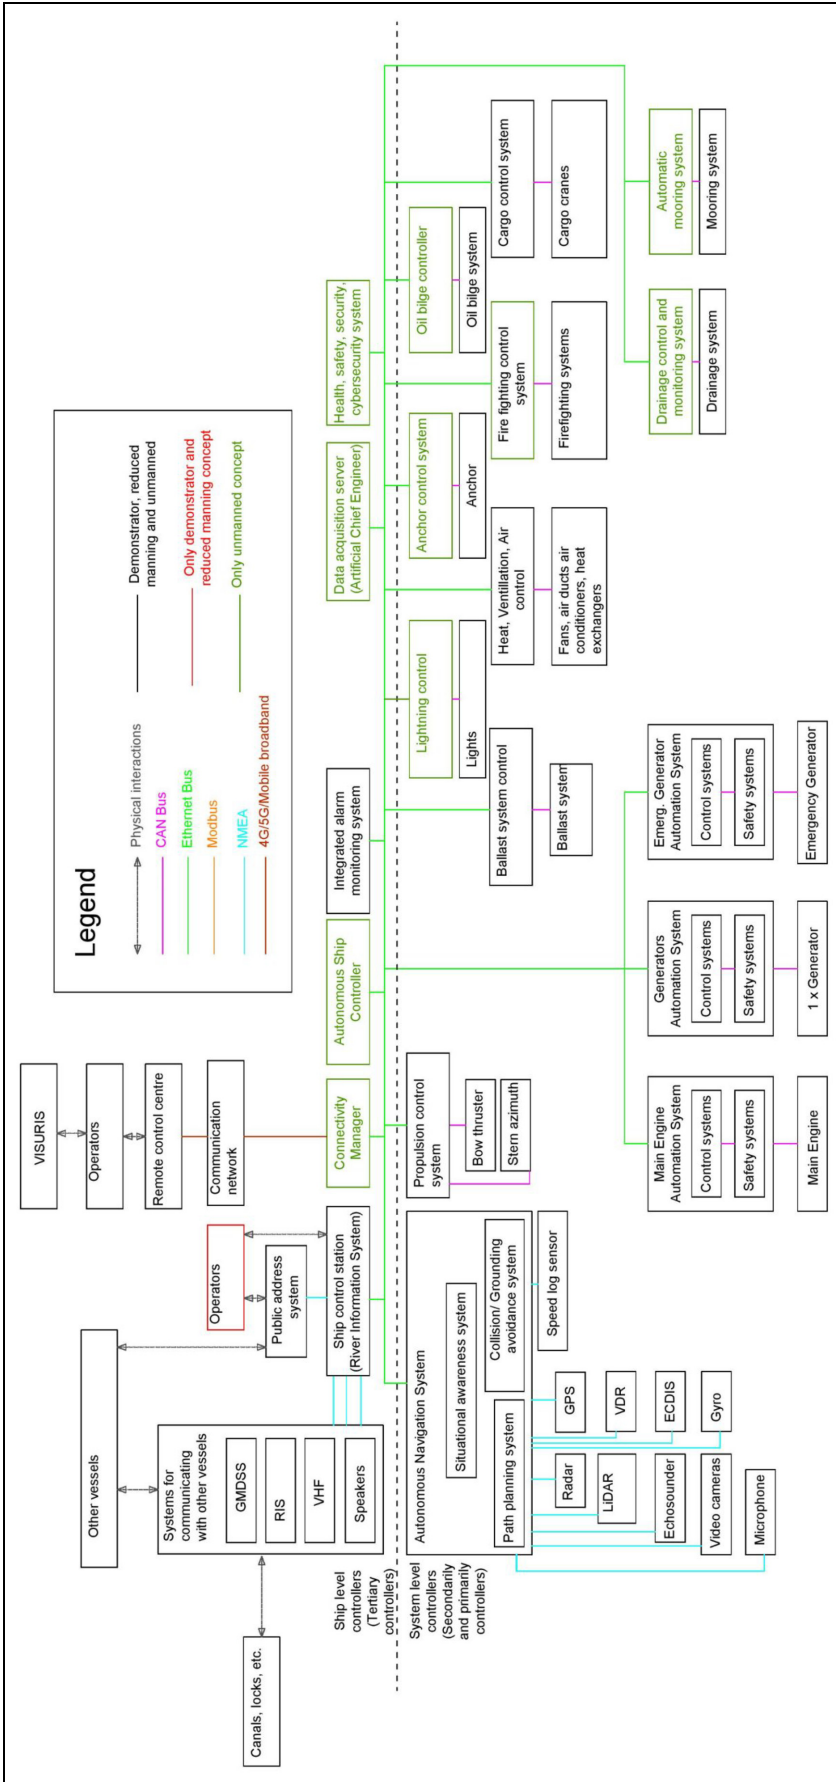 Legend
Physical interactions
CAN Bus
Ethernet Bus
Modbus
NMEA
4G/5G/Mobile broadband
Demonstrator, reduced
manning and unmanned
Only demonstrator and
reduced manning concept
Only unmanned concept
Other vessels
VISURIS
Operators
Remote control centre
Communication
network
Operators
Public address
system
Canals, locks, etc.
Systems for
communicating
with other vessels
GMDSS
RIS
VHF
Speakers
Ship control station
(River Information System)
Connectivity
Manager
Autonomous Ship
Controller
Integrated alarm
monitoring system
Data acquisition server
(Artificial Chief Engineer)
Health, safety, security,
cybersecurity system
Ship level
controllers
(Tertiary
controllers)
System level
controllers
(Secondarily
and primarily
controllers)
Autonomous Navigation System
Situational awareness system
Path planning system
Collision/ Grounding
avoidance system
Radar
LiDAR
Echosounder
Video cameras
Microphone
GPS
VDR
ECDIS
Gyro
Speed log sensor
Propulsion control
system
Bow thruster
Stern azimuth
Lightning control
Lights
Anchor control system
Anchor
Oil bilge controller
Oil bilge system
Ballast system control
Ballast system
Heat, Ventillation, Air
control
Fans, air ducts air
conditioners, heat
exchangers
Fire fighting control
system
Firefighting systems
Cargo control system
Cargo cranes
Main Engine
Automation System
Control systems
Safety systems
Main Engine
Generators
Automation System
Control systems
Safety systems
1 x Generator
Emerg. Generator
Automation System
Control systems
Safety systems
Emergency Generator
Drainage control and
monitoring system
Drainage system
Automatic
mooring system
Mooring system